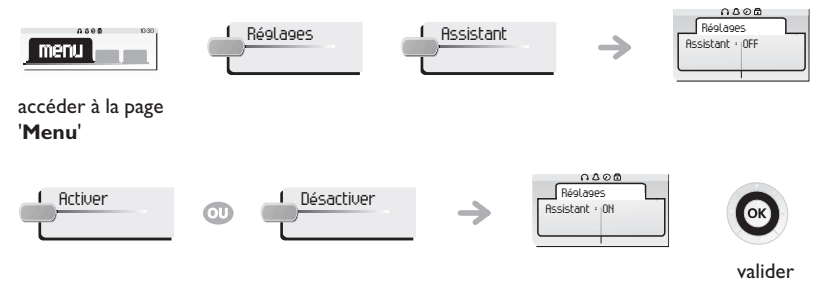 10:30
menu
Réglages
Assistant
Réglages
Assistant : OFF
accéder à la page
'Menu'
Activer
OU
Désactiver
Réglages
Assistant : ON
OK
valider